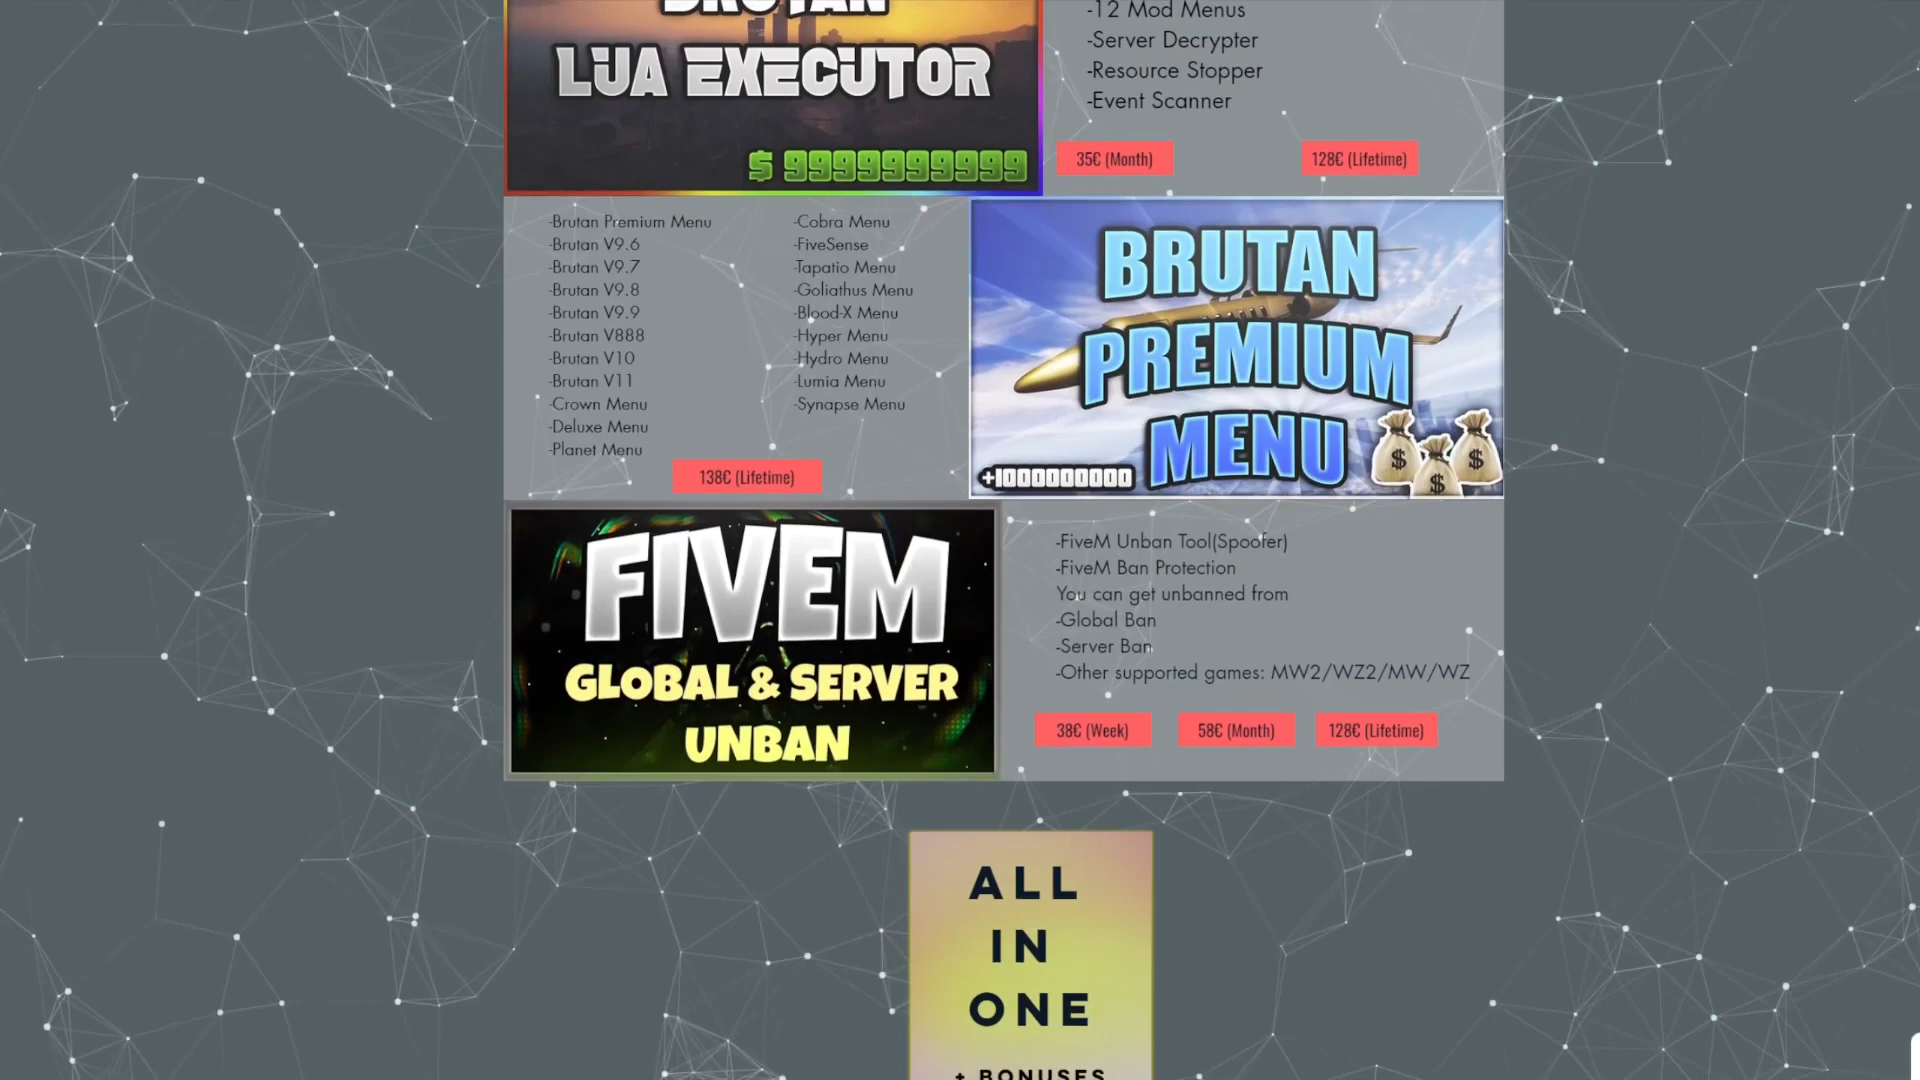 BRUTAN
LUA EXECUTOR
$ 9999999999
-12 Mod Menus
-Server Decrypter
-Resource Stopper
-Event Scanner
35€ (Month)
128€ (Lifetime)
-Brutan Premium Menu
-Brutan V9.6
-Brutan V9.7
-Brutan V9.8
-Brutan V9.9
-Brutan V888
-Brutan V10
-Brutan V11
-Crown Menu
-Deluxe Menu
-Planet Menu
-Cobra Menu
-FiveSense
-Tapatio Menu
-Goliathus Menu
-Blood-X Menu
-Hyper Menu
-Hydro Menu
-Lumia Menu
-Synapse Menu
138€ (Lifetime)
BRUTAN
PREMIUM
MENU
+1000000000
$ $ $
FIVEM
GLOBAL & SERVER
UNBAN
-FiveM Unban Tool(Spoofer)
-FiveM Ban Protection
You can get unbanned from
-Global Ban
-Server Ban
-Other supported games: MW2/WZ2/MW/WZ
38€ (Week)
58€ (Month)
128€ (Lifetime)
ALL
IN
ONE
+ BONUSES